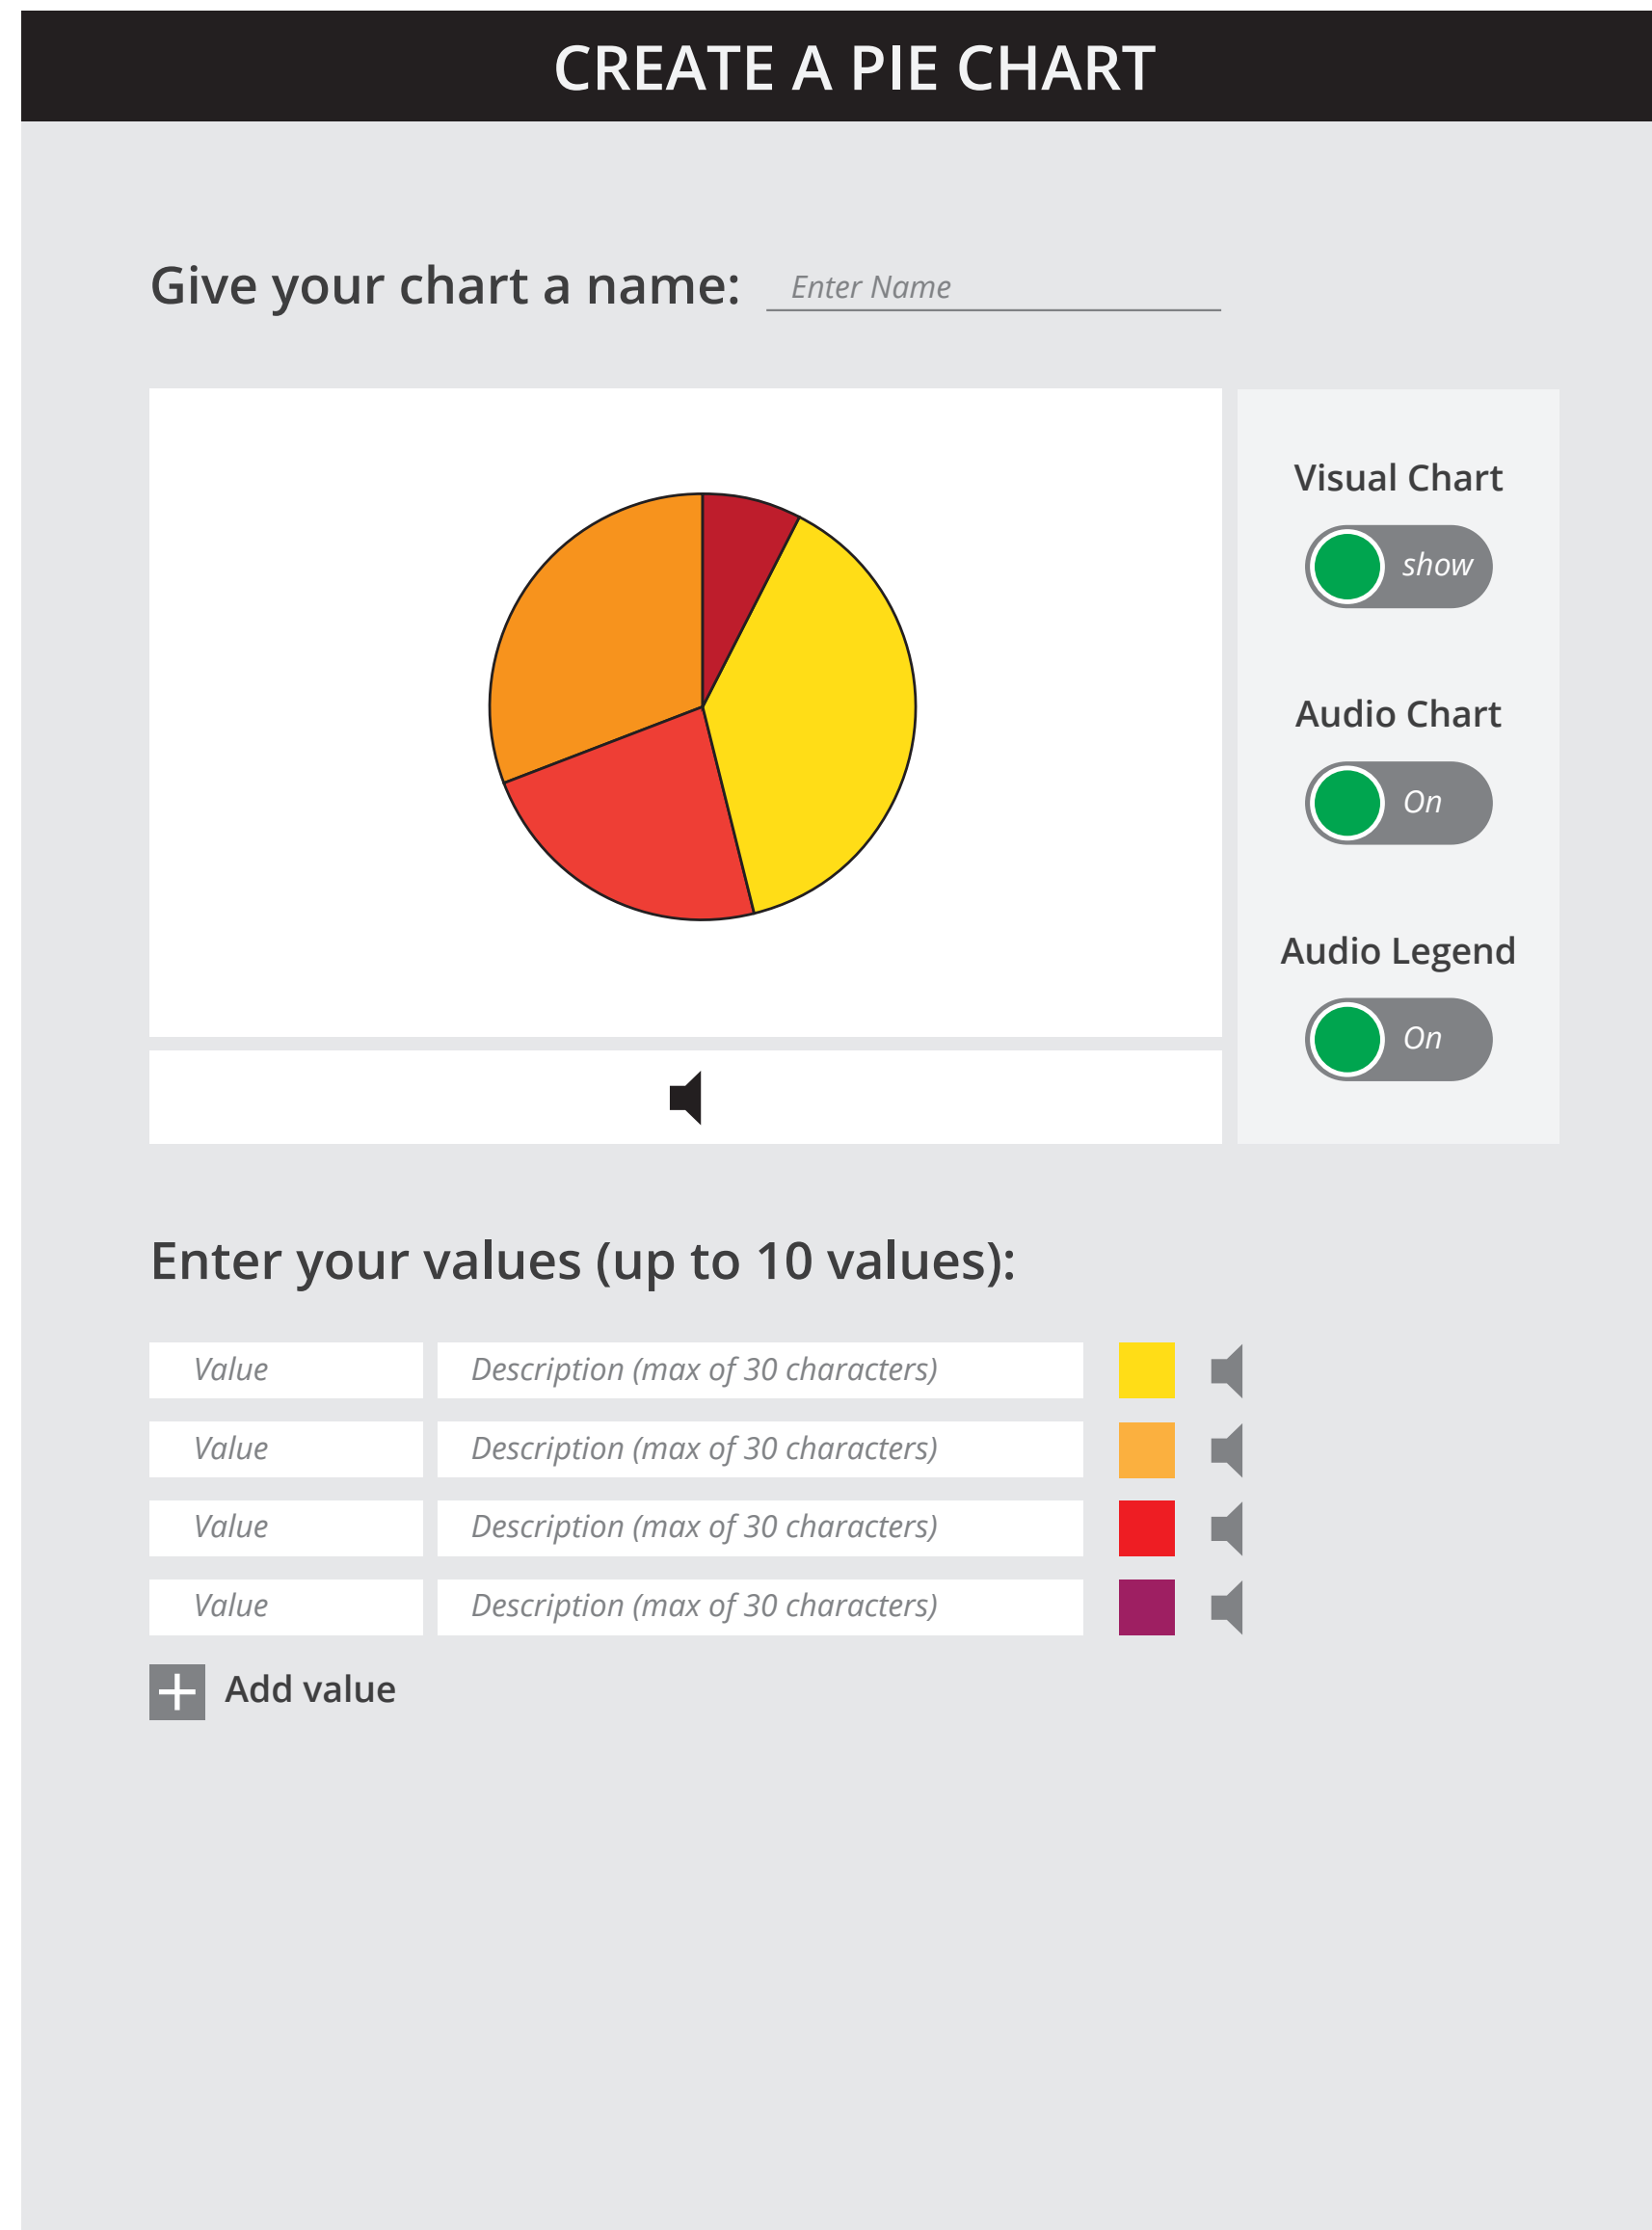 CREATE A PIE CHART
Give your chart a name: Enter Name
Visual Chart
show
Audio Chart
On
Audio Legend
On
Enter your values (up to 10 values):
Value Description (max of 30 characters)
Value Description (max of 30 characters)
Value Description (max of 30 characters)
Value Description (max of 30 characters)
+ Add value